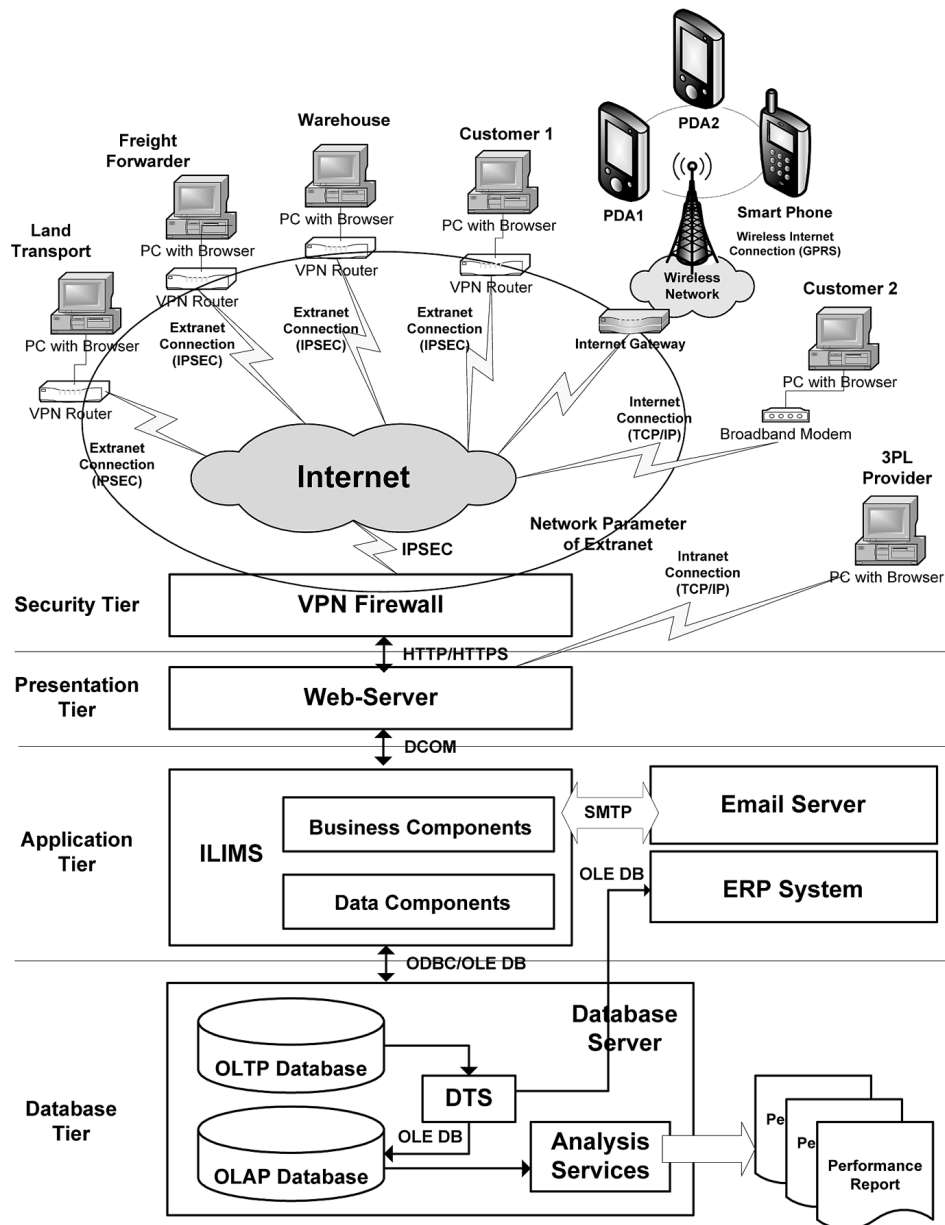 PDA2
PDA1
Smart Phone
Wireless Internet
Connection (GPRS)
Wireless
Network
Warehouse
PC with Browser
VPN Router
Customer 1
PC with Browser
VPN Router
Freight
Forwarder
PC with Browser
VPN Router
Land
Transport
PC with Browser
VPN Router
Customer 2
PC with Browser
Broadband Modem
Internet Gateway
Extranet
Connection
(IPSEC)
Extranet
Connection
(IPSEC)
Extranet
Connection
(IPSEC)
Extranet
Connection
(IPSEC)
Internet
Connection
(TCP/IP)
3PL
Provider
PC with Browser
Internet
IPSEC
Network Parameter
of Extranet
Intranet
Connection
(TCP/IP)
Security Tier
VPN Firewall
HTTP/HTTPS
Presentation
Tier
Web-Server
DCOM
Application
Tier
ILIMS
Business Components
Data Components
SMTP
Email Server
OLE DB
ERP System
ODBC/OLE DB
Database
Tier
Database
Server
OLTP Database
DTS
OLE DB
OLAP Database
Analysis
Services
Pe
Pe
Performance
Report